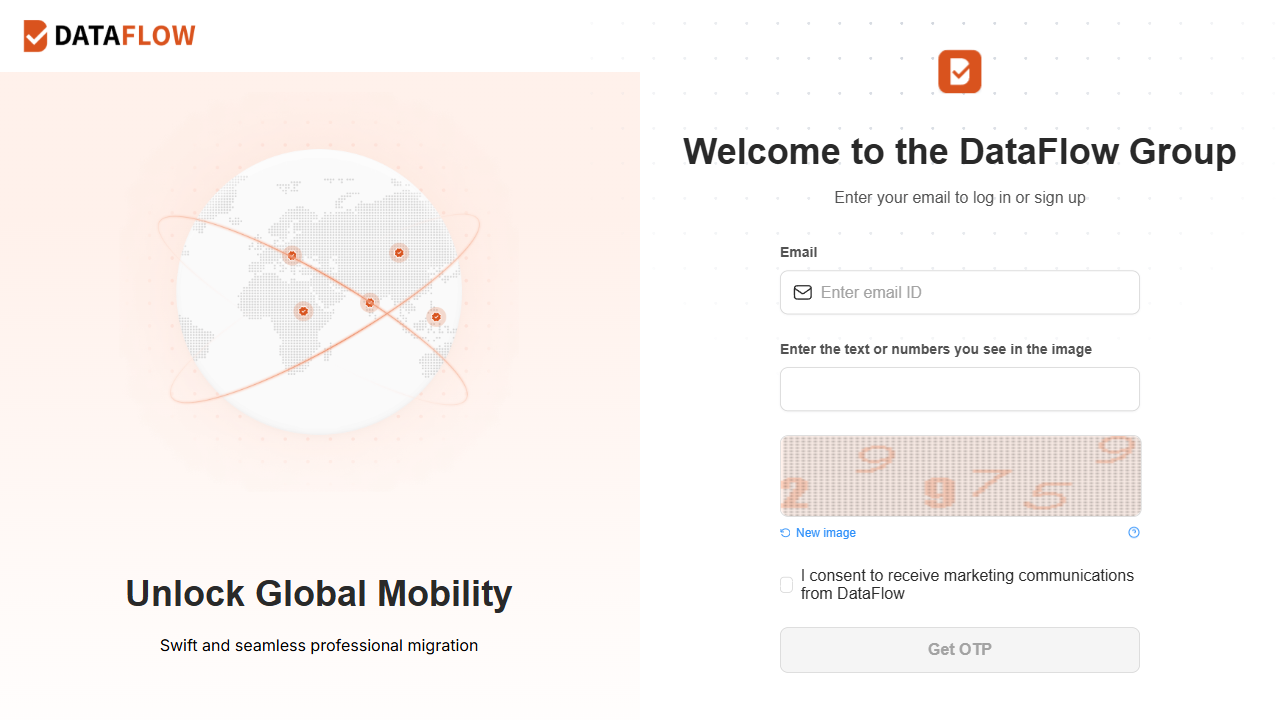 DATAFLOW
Unlock Global Mobility
Swift and seamless professional migration
Welcome to the DataFlow Group
Enter your email to log in or sign up
Email
Enter email ID
Enter the text or numbers you see in the image
2 9 9 7 5 9
New image
I consent to receive marketing communications
from DataFlow
Get OTP